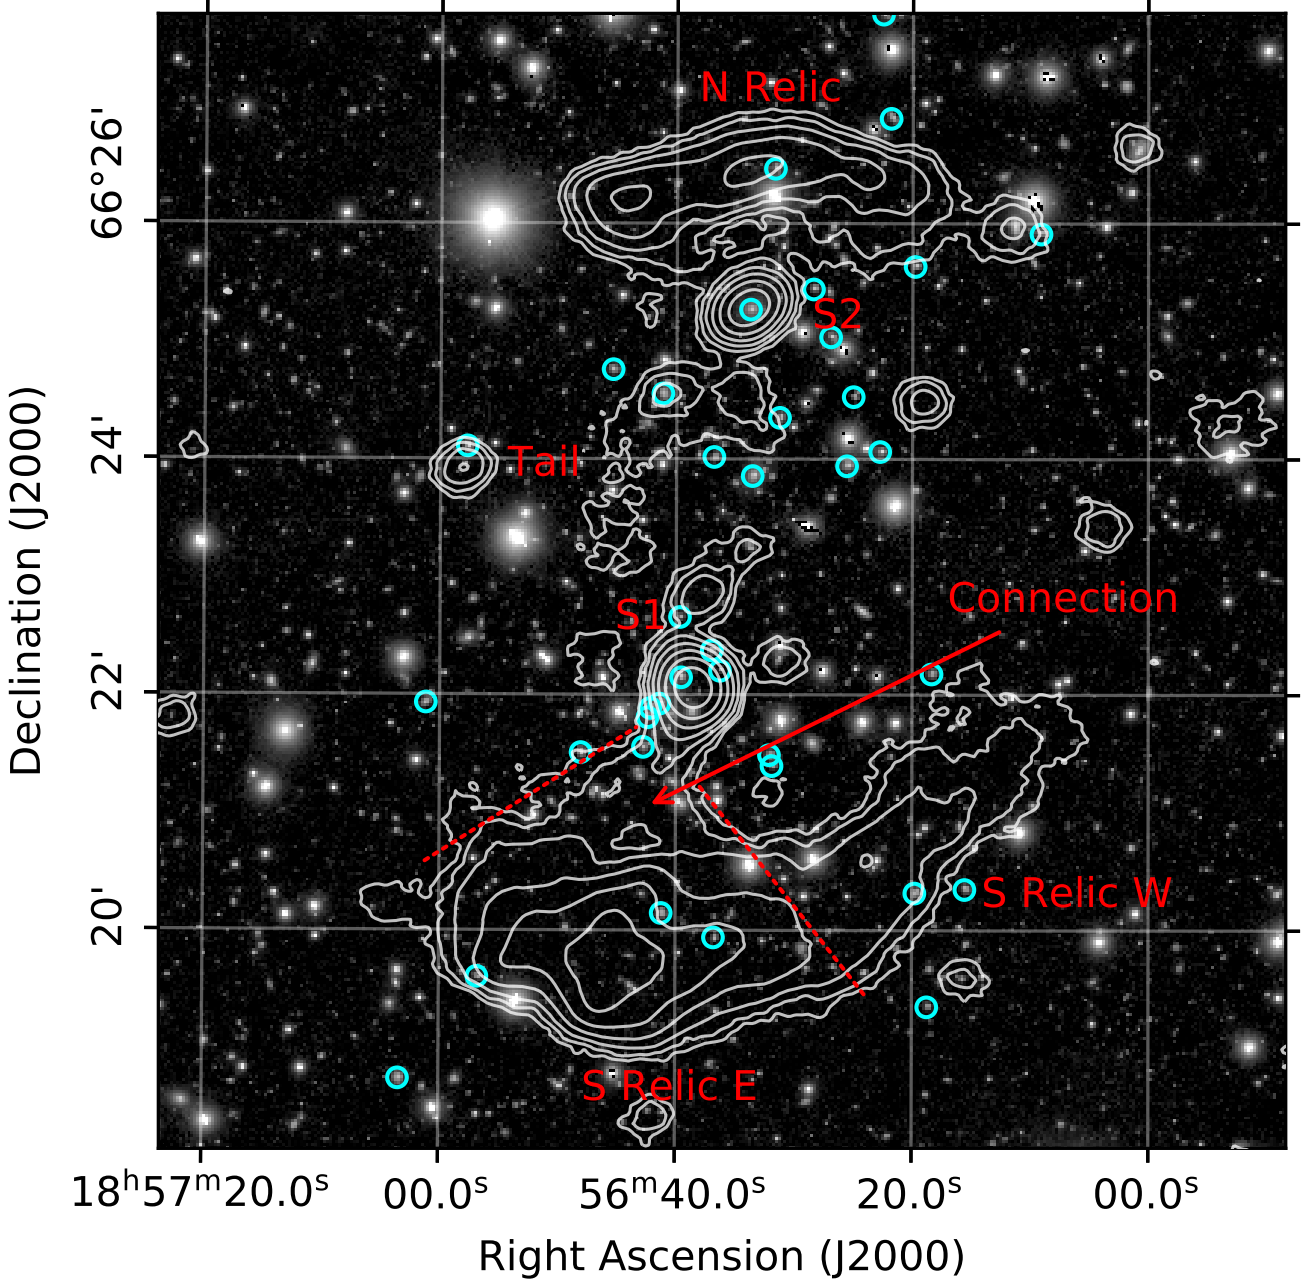 N Relic
66°26'
S2
24'
Tail
Connection
S1
22'
S Relic W
20'
S Relic E
18ʰ57ᵐ20.0ˢ 00.0ˢ 56ᵐ40.0ˢ 20.0ˢ 00.0ˢ
Right Ascension (J2000)
Declination (J2000)